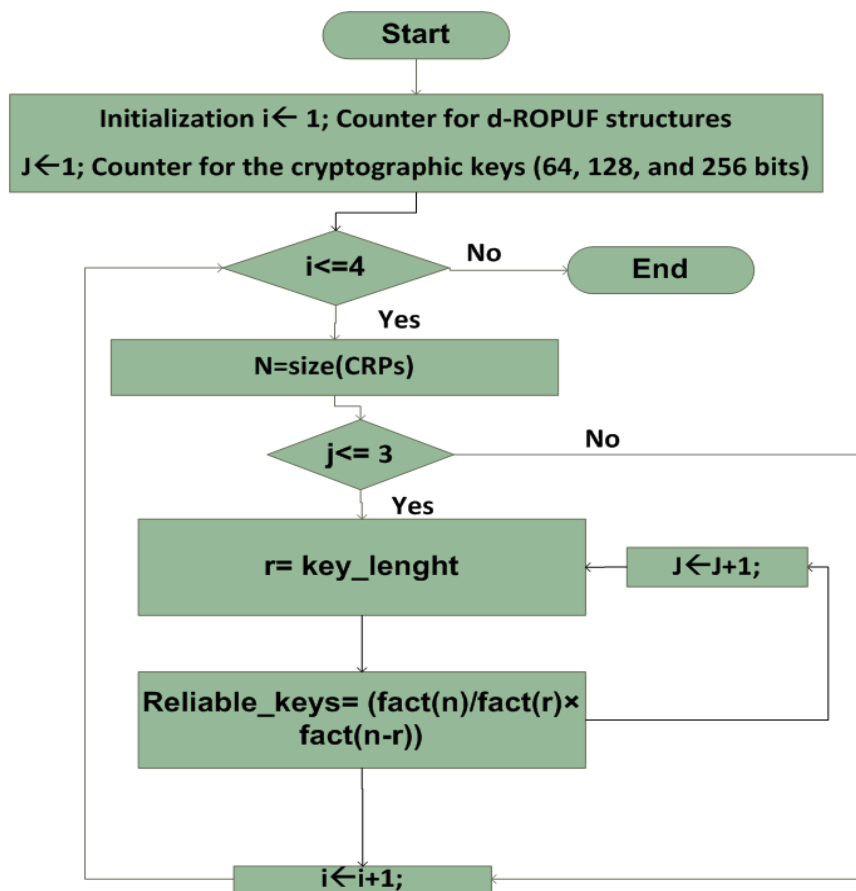 Start
Initialization i← 1; Counter for d-ROPUF structures
J←1; Counter for the cryptographic keys (64, 128, and 256 bits)
i<=4
No
End
Yes
N=size(CRPs)
j<= 3
No
Yes
r= key_lenght
J←J+1;
Reliable_keys= (fact(n)/fact(r)×
fact(n-r))
i←i+1;